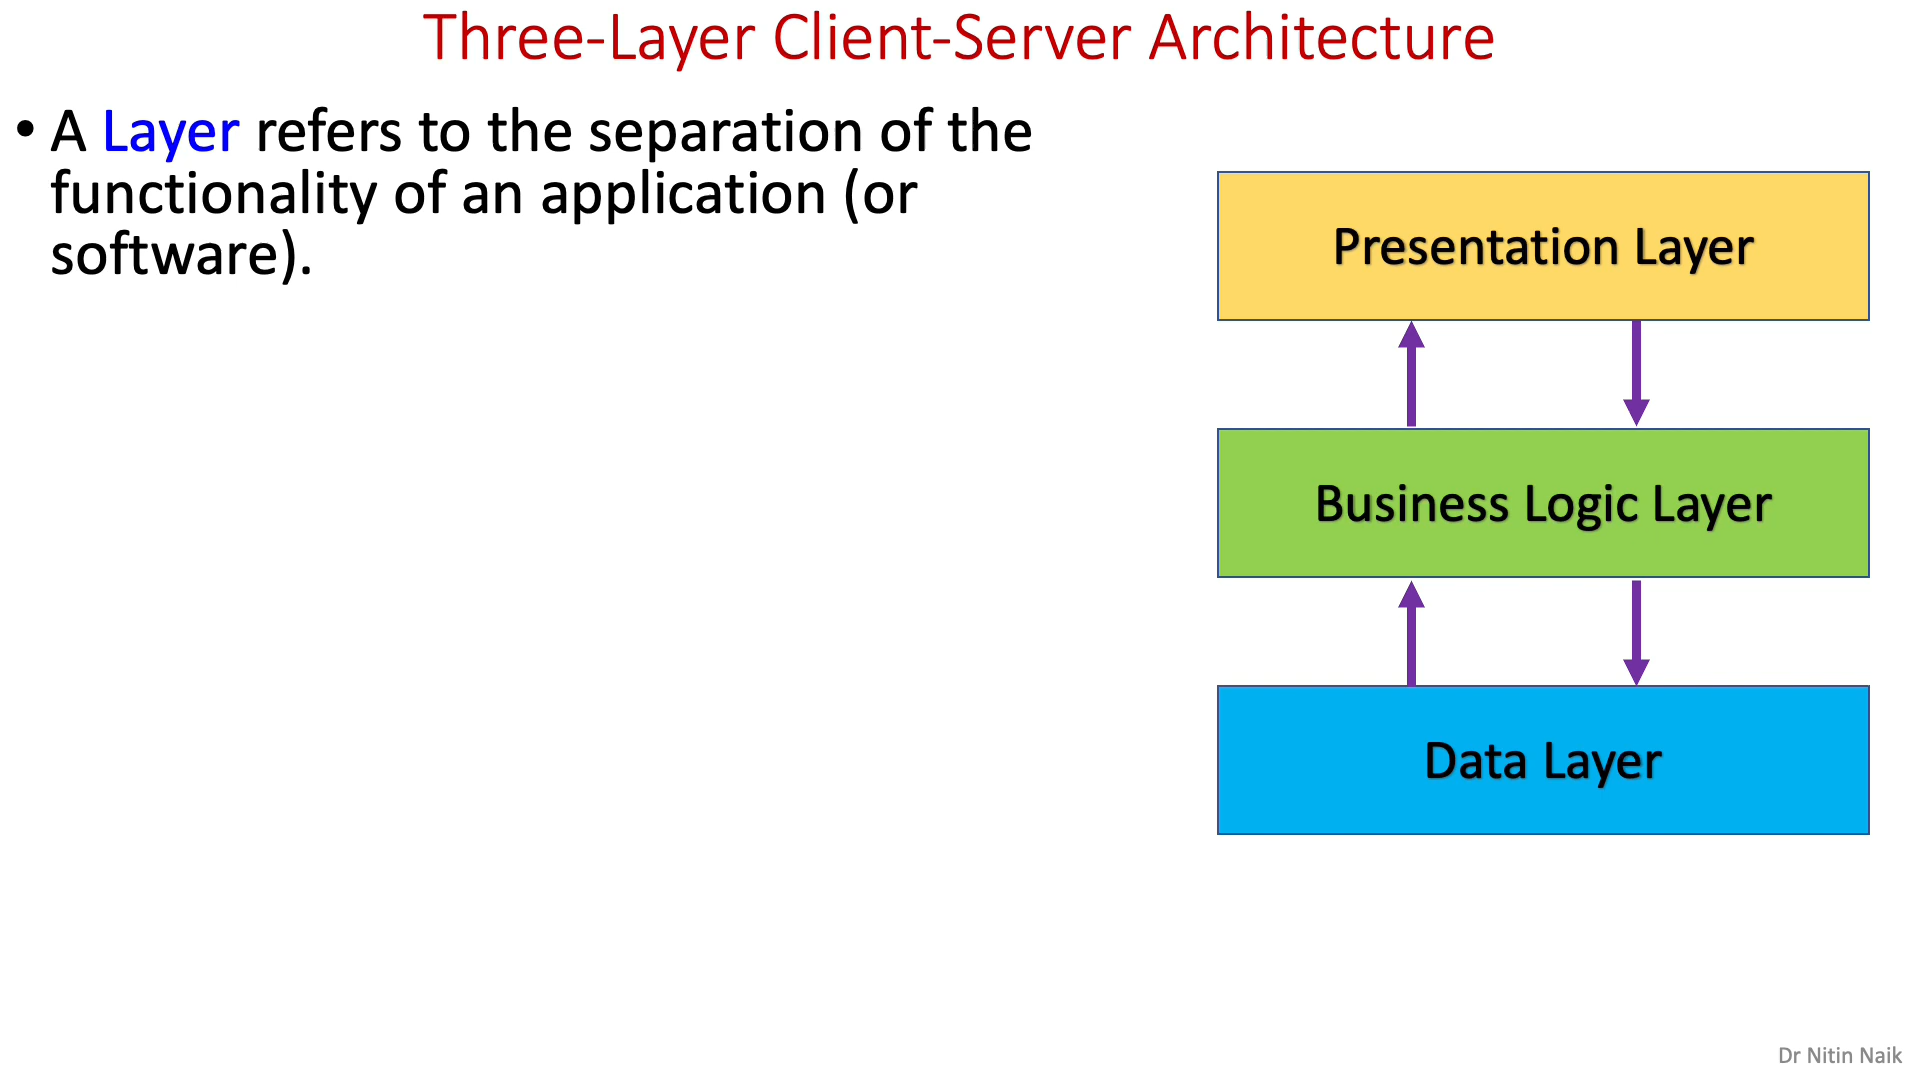 Three-Layer Client-Server Architecture
• A Layer refers to the separation of the
functionality of an application (or
software).
Presentation Layer
Business Logic Layer
Data Layer
Dr Nitin Naik